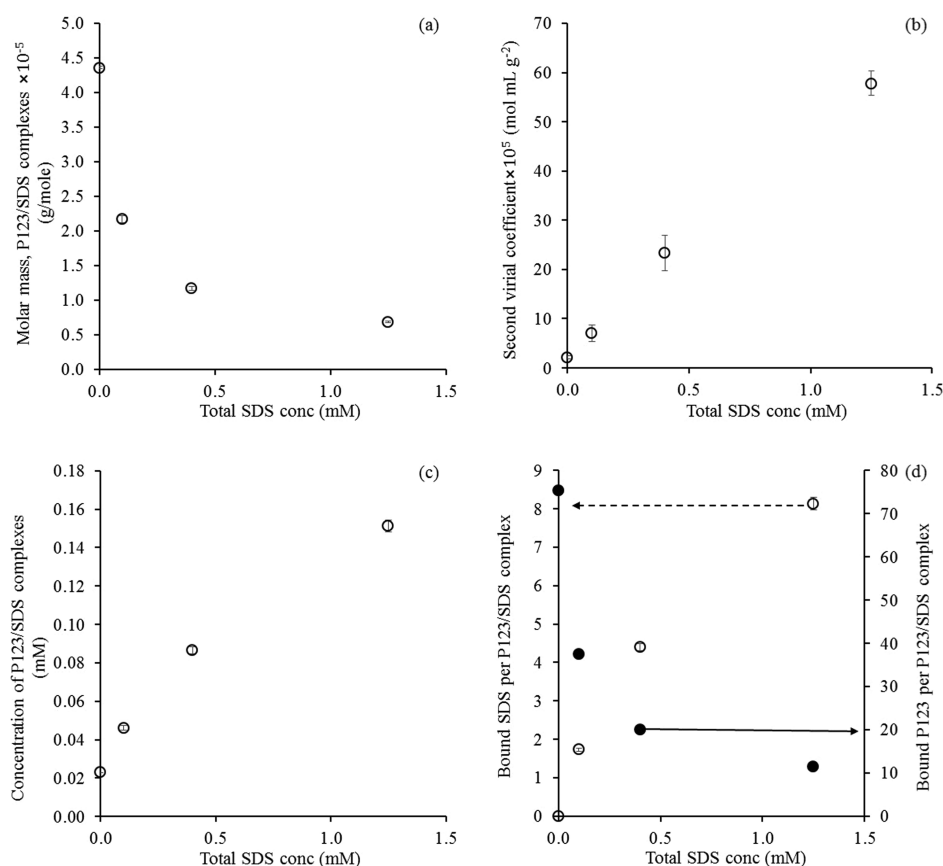 (a)
Molar mass, P123/SDS complexes ×10⁻⁵
(g/mole)
5.0
4.5
4.0
3.5
3.0
2.5
2.0
1.5
1.0
0.5
0.0
0.0 0.5 1.0 1.5
Total SDS conc (mM)
(b)
Second virial coefficient×10⁵ (mol mL g⁻²)
70
60
50
40
30
20
10
0
0.0 0.5 1.0 1.5
Total SDS conc (mM)
(c)
Concentration of P123/SDS complexes
(mM)
0.18
0.16
0.14
0.12
0.10
0.08
0.06
0.04
0.02
0.00
0.0 0.5 1.0 1.5
Total SDS conc (mM)
(d)
Bound SDS per P123/SDS complex
9
8
7
6
5
4
3
2
1
0
80
70
60
50
40
30
20
10
0
Bound P123 per P123/SDS complex
0.0 0.5 1.0 1.5
Total SDS conc (mM)